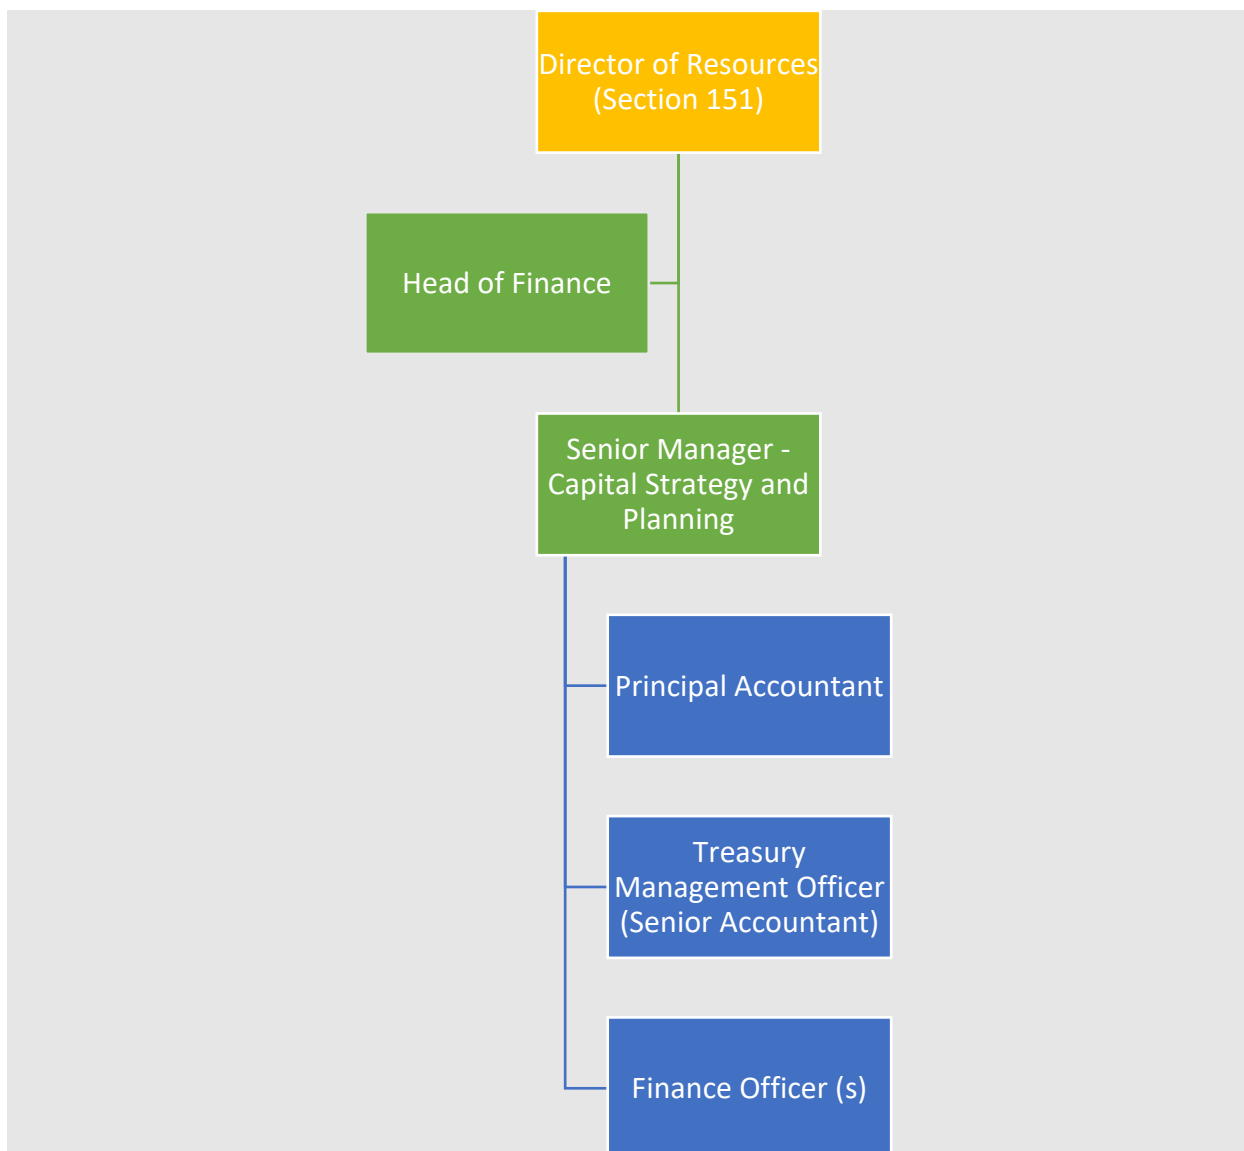 Director of Resources
(Section 151)
Head of Finance
Senior Manager -
Capital Strategy and
Planning
Principal Accountant
Treasury
Management Officer
(Senior Accountant)
Finance Officer (s)